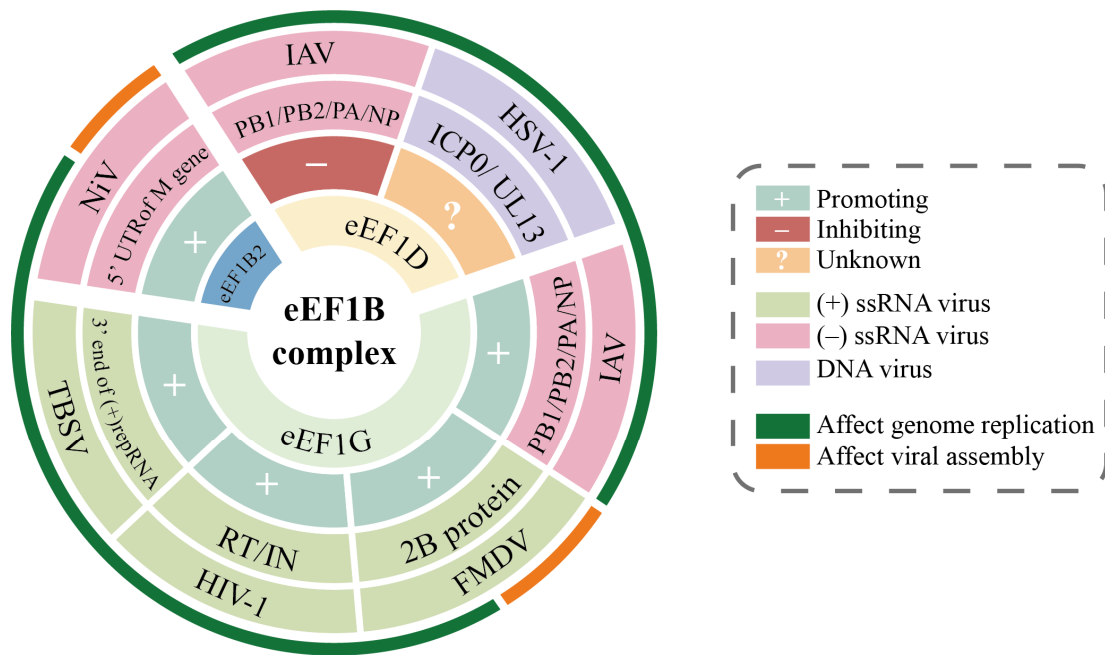 IAV
HSV-1
PB1/PB2/PA/NP
ICP0/ UL13
–
?
eEF1D
NiV
5' UTRof M gene
+
eEF1B2
eEF1B
complex
IAV
PB1/PB2/PA/NP
+
eEF1G
TBSV
3' end of (+)repRNA
+
+
+
RT/IN
2B protein
HIV-1
FMDV
+ Promoting
– Inhibiting
? Unknown
(+) ssRNA virus
(–) ssRNA virus
DNA virus
Affect genome replication
Affect viral assembly